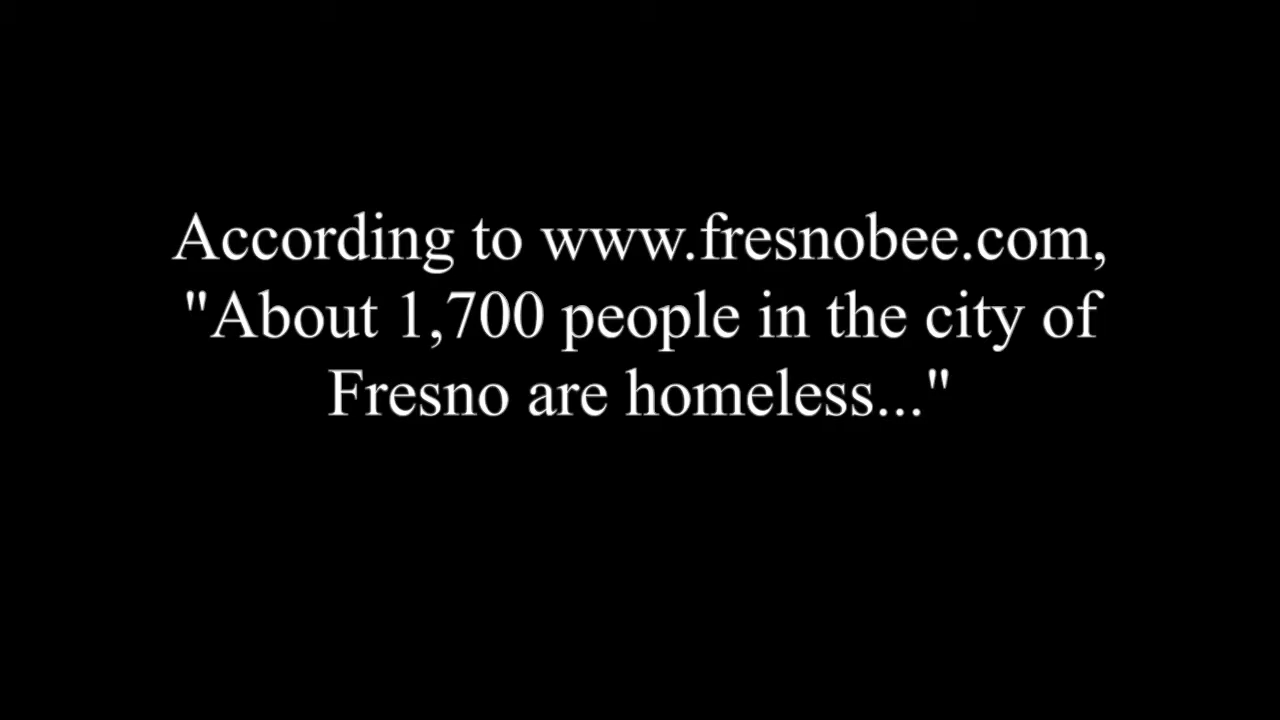 According to www.fresnobee.com,
"About 1,700 people in the city of
Fresno are homeless..."